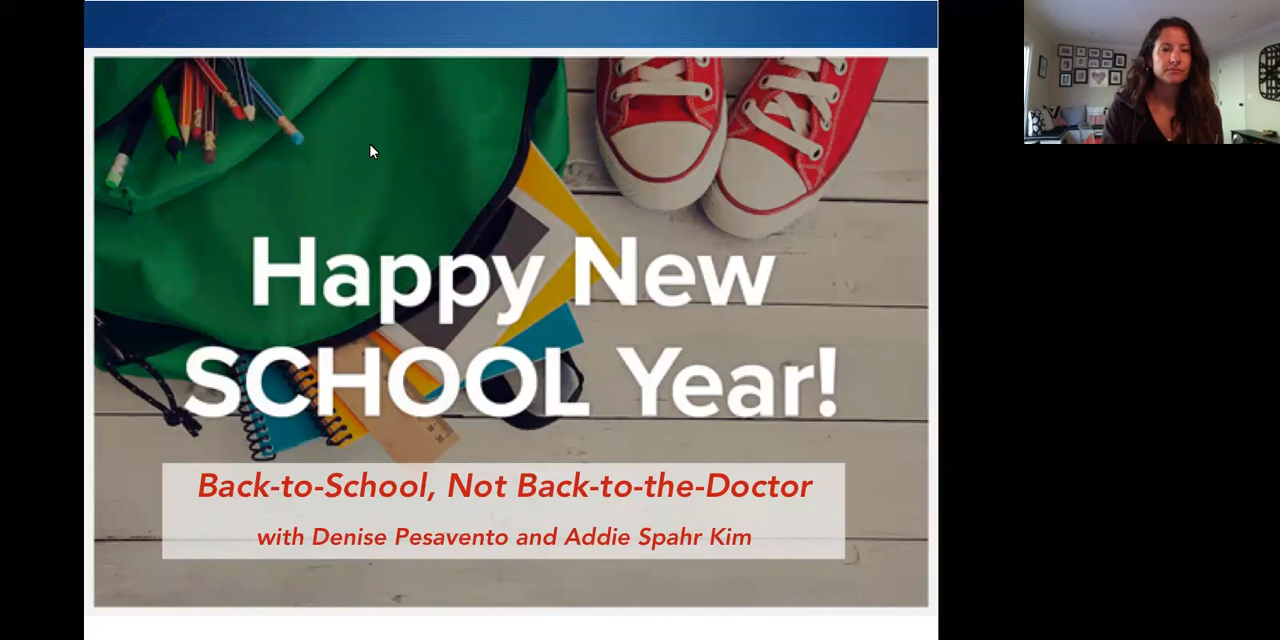 Happy New
SCHOOL Year!
Back-to-School, Not Back-to-the-Doctor
with Denise Pesavento and Addie Spahr Kim